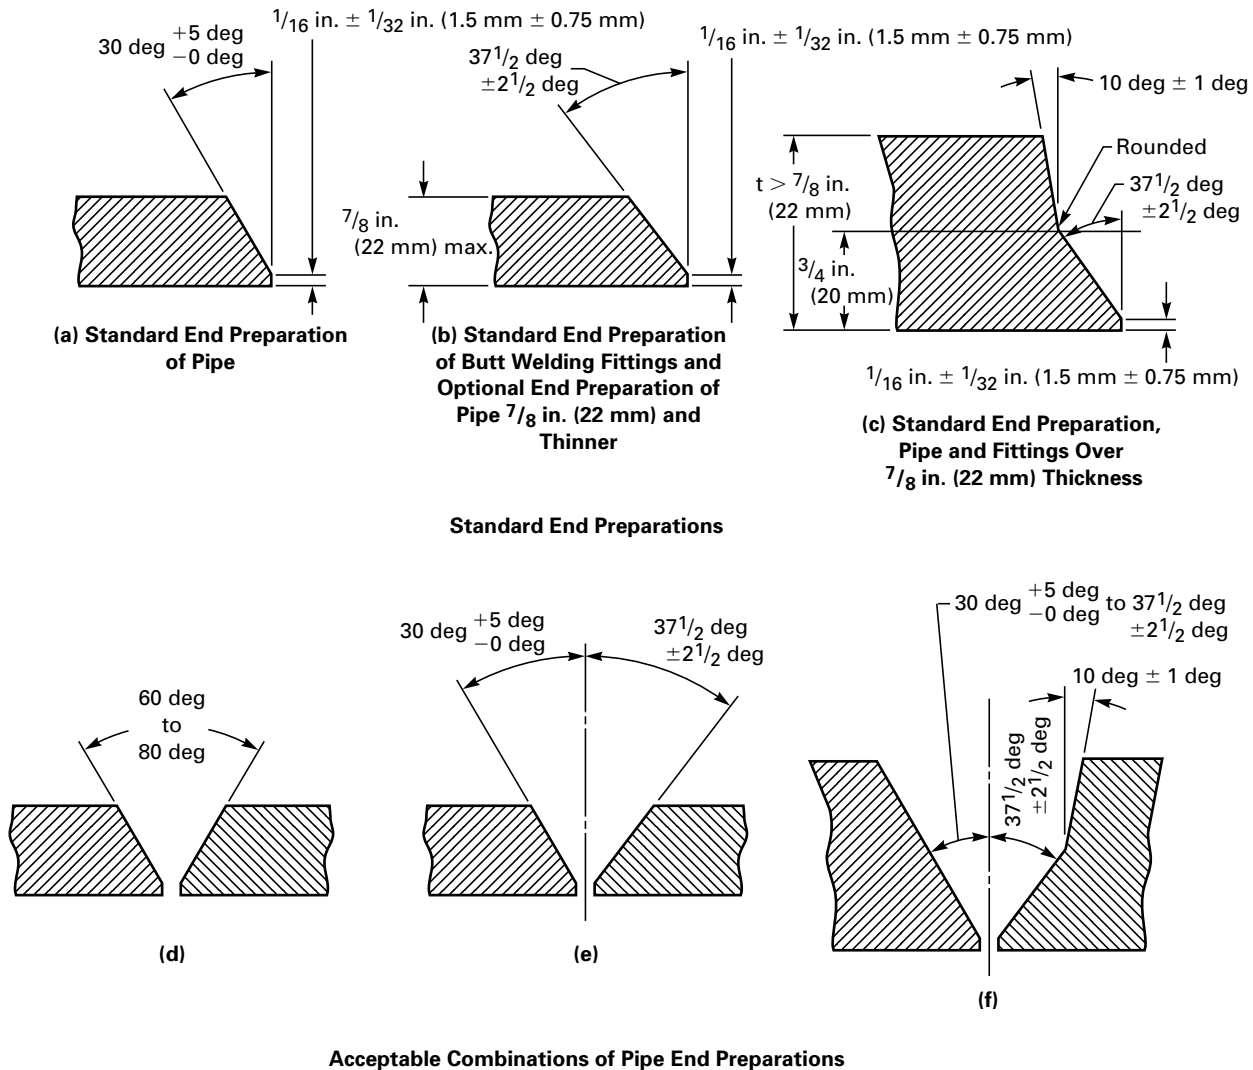 1/16 in. ± 1/32 in. (1.5 mm ± 0.75 mm)
30 deg +5 deg
−0 deg
37 1/2 deg
±2 1/2 deg
7/8 in.
(22 mm) max.
(a) Standard End Preparation
of Pipe
(b) Standard End Preparation
of Butt Welding Fittings and
Optional End Preparation of
Pipe 7/8 in. (22 mm) and
Thinner
1/16 in. ± 1/32 in. (1.5 mm ± 0.75 mm)
10 deg ± 1 deg
Rounded
37 1/2 deg
±2 1/2 deg
t > 7/8 in.
(22 mm)
3/4 in.
(20 mm)
1/16 in. ± 1/32 in. (1.5 mm ± 0.75 mm)
(c) Standard End Preparation,
Pipe and Fittings Over
7/8 in. (22 mm) Thickness
Standard End Preparations
60 deg
to
80 deg
(d)
30 deg +5 deg
−0 deg
37 1/2 deg
±2 1/2 deg
(e)
30 deg +5 deg
−0 deg to 37 1/2 deg
±2 1/2 deg
10 deg ± 1 deg
37 1/2 deg
±2 1/2 deg
(f)
Acceptable Combinations of Pipe End Preparations